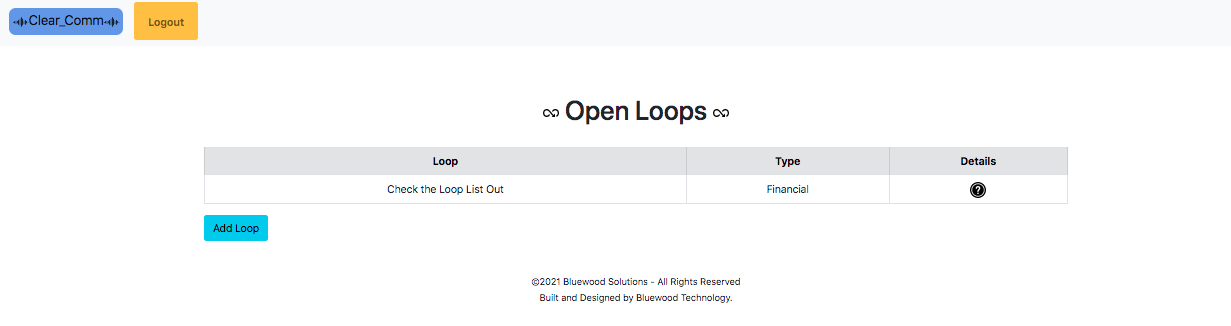 Clear_Comm
Logout
Open Loops
Loop Type Details
Check the Loop List Out Financial ?
Add Loop
©2021 Bluewood Solutions - All Rights Reserved
Built and Designed by Bluewood Technology.